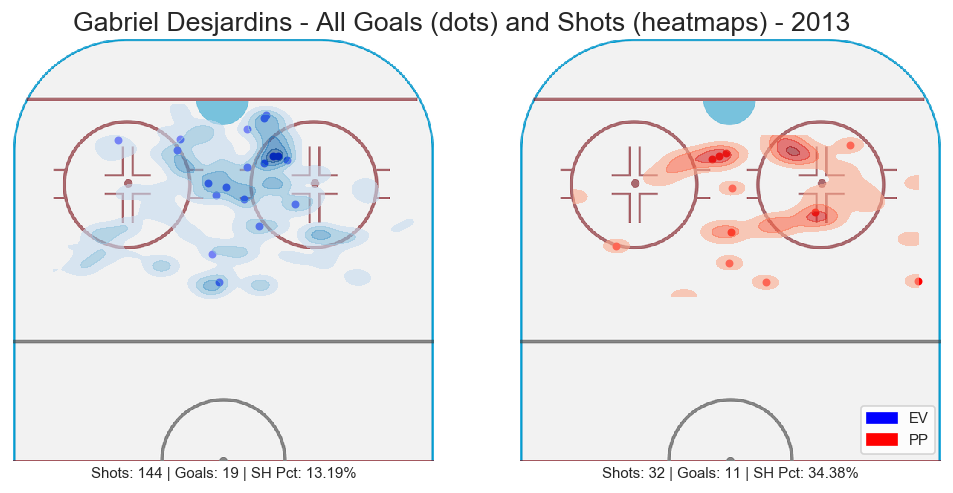 Gabriel Desjardins - All Goals (dots) and Shots (heatmaps) - 2013
EV
PP
Shots: 144 | Goals: 19 | SH Pct: 13.19%
Shots: 32 | Goals: 11 | SH Pct: 34.38%